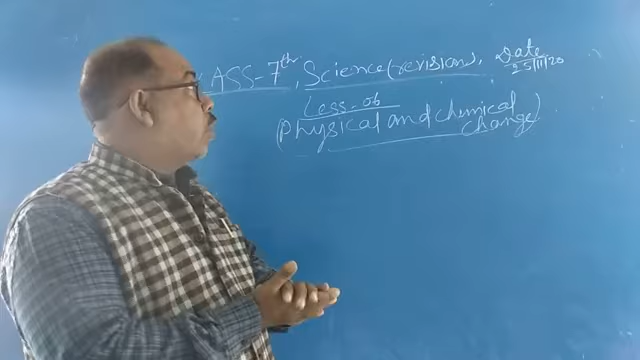 ASS-7th, Science (revision), Date
25/11/20
Less-06
(Physical and chemical
change)